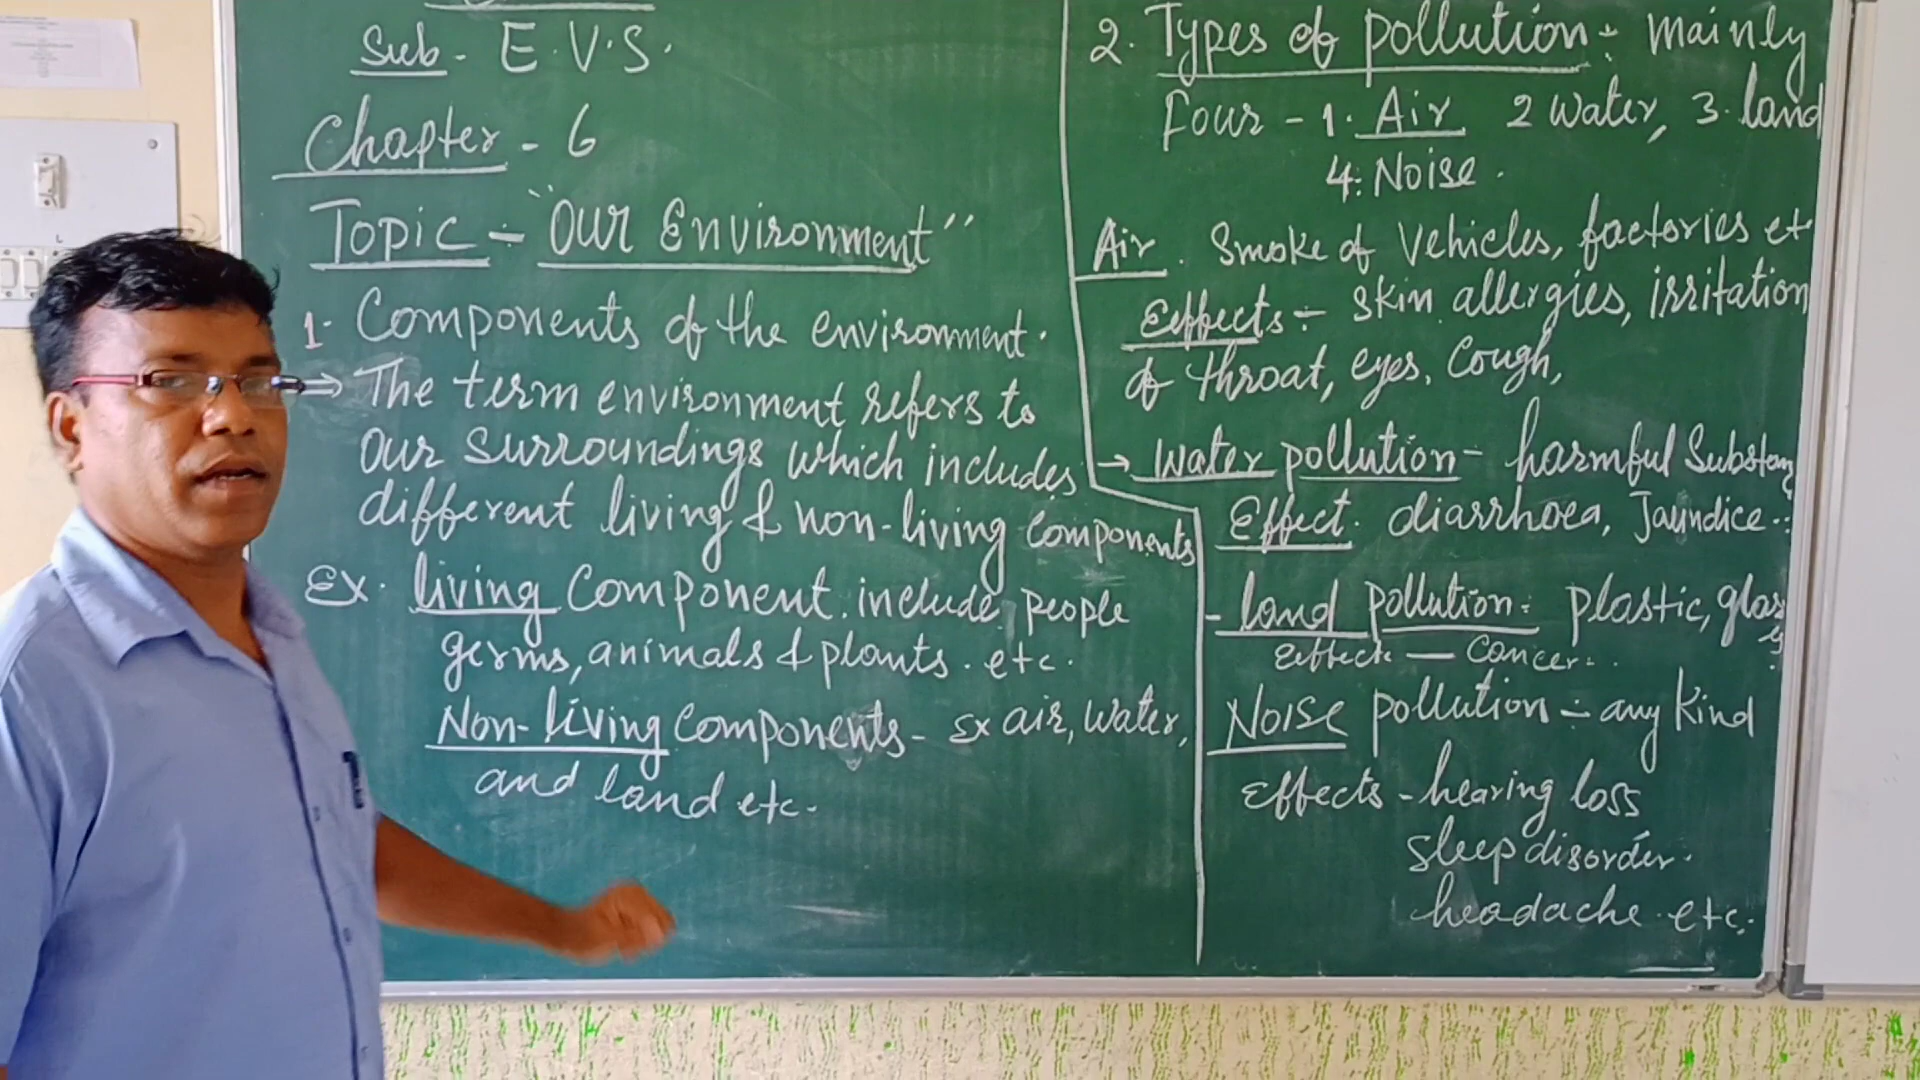 Sub - E.V.S.
Chapter - 6
Topic - "Our Environment"
1. Components of the environment.
⇒ The term environment refers to
our surroundings which includes
different living & non-living components
Ex. living component include people
germs, animals & plants. etc.
Non-living components - Ex air, water,
and land etc.
2. Types of pollution :- mainly
four - 1. Air 2 water, 3. land
4. Noise.
Air. Smoke of Vehicles, factories etc
Effects :- skin allergies, irritation
of throat, eyes, Cough,
→ Water pollution - harmful
Effect. diarrhoea, Jaundice..
- land pollution: plastic, glass
Effect — Cancer..
Noise pollution :- any kind
Effects - hearing loss
sleep disorder.
headache etc.